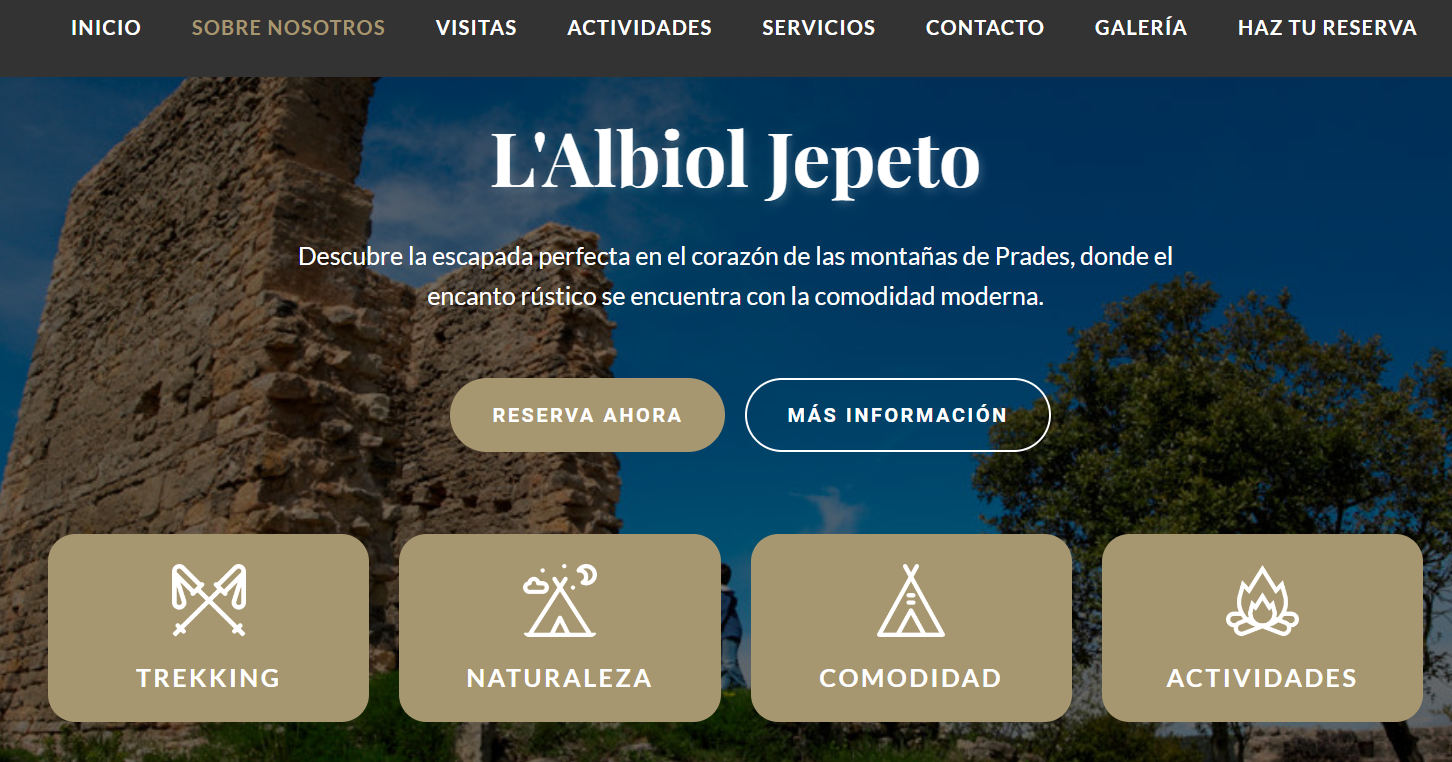 INICIO SOBRE NOSOTROS VISITAS ACTIVIDADES SERVICIOS CONTACTO GALERÍA HAZ TU RESERVA
L'Albiol Jepeto
Descubre la escapada perfecta en el corazón de las montañas de Prades, donde el
encanto rústico se encuentra con la comodidad moderna.
RESERVA AHORA MÁS INFORMACIÓN
TREKKING NATURALEZA COMODIDAD ACTIVIDADES